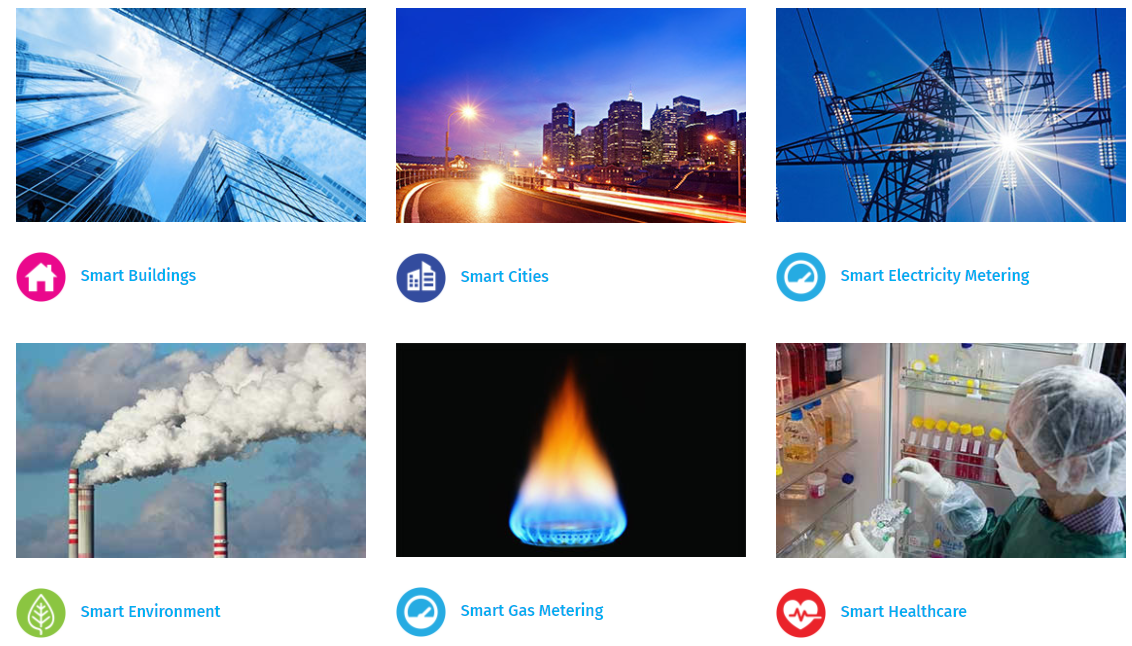 Smart Buildings
Smart Cities
Smart Electricity Metering
Smart Environment
Smart Gas Metering
Smart Healthcare